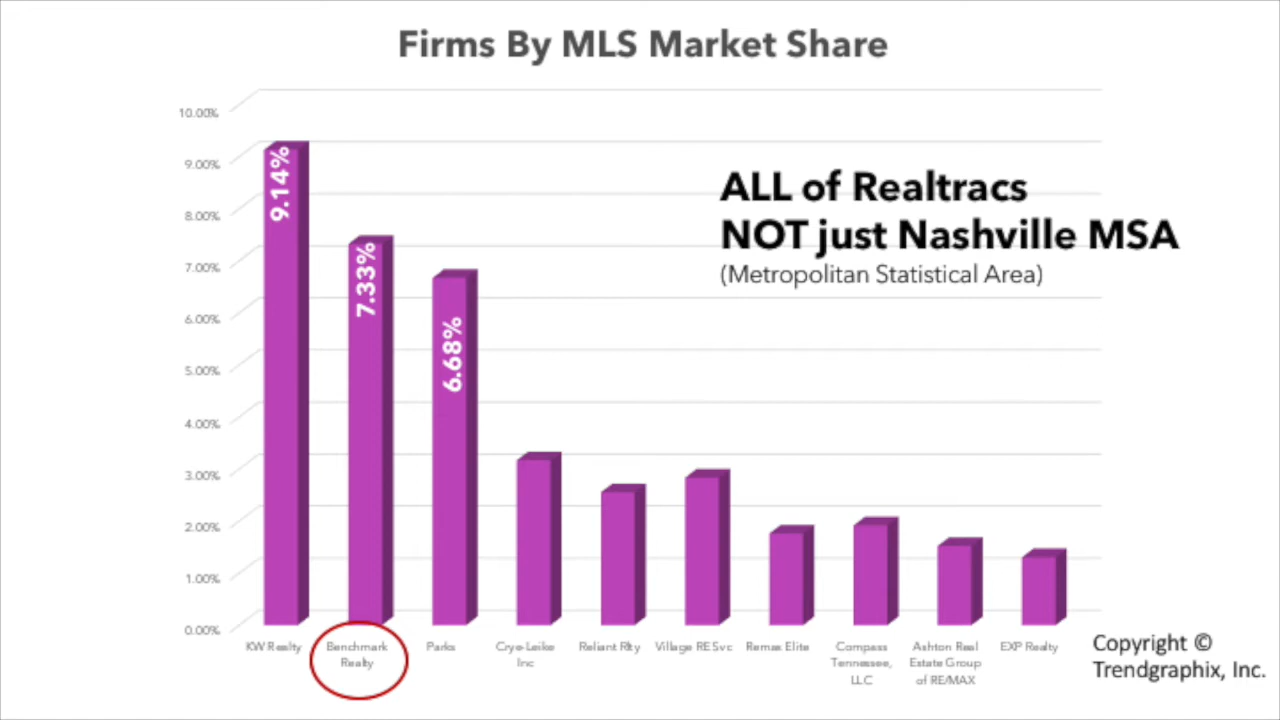 Firms By MLS Market Share
10.00%
9.00%
8.00%
7.00%
6.00%
5.00%
4.00%
3.00%
2.00%
1.00%
0.00%
9.14%
7.33%
6.68%
ALL of Realtracs
NOT just Nashville MSA
(Metropolitan Statistical Area)
KW Realty
Benchmark
Realty
Parks
Crye-Leike
Inc
Reliant Rlty
Village RE Svc
Remax Elite
Compass
Tennessee,
LLC
Ashton Real
Estate Group
of RE/MAX
EXP Realty
Copyright ©
Trendgraphix, Inc.